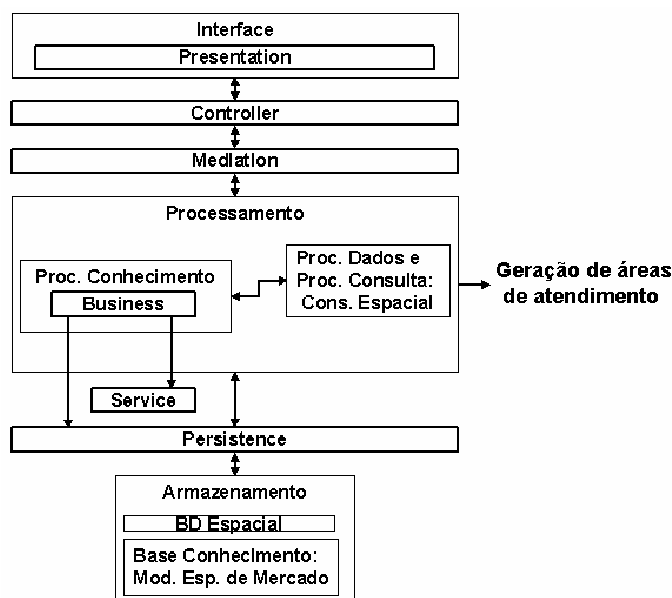 Interface
Presentation
Controller
Mediation
Processamento
Proc. Conhecimento
Business
Proc. Dados e
Proc. Consulta:
Cons. Espacial
Geração de áreas
de atendimento
Service
Persistence
Armazenamento
BD Espacial
Base Conhecimento:
Mod. Esp. de Mercado